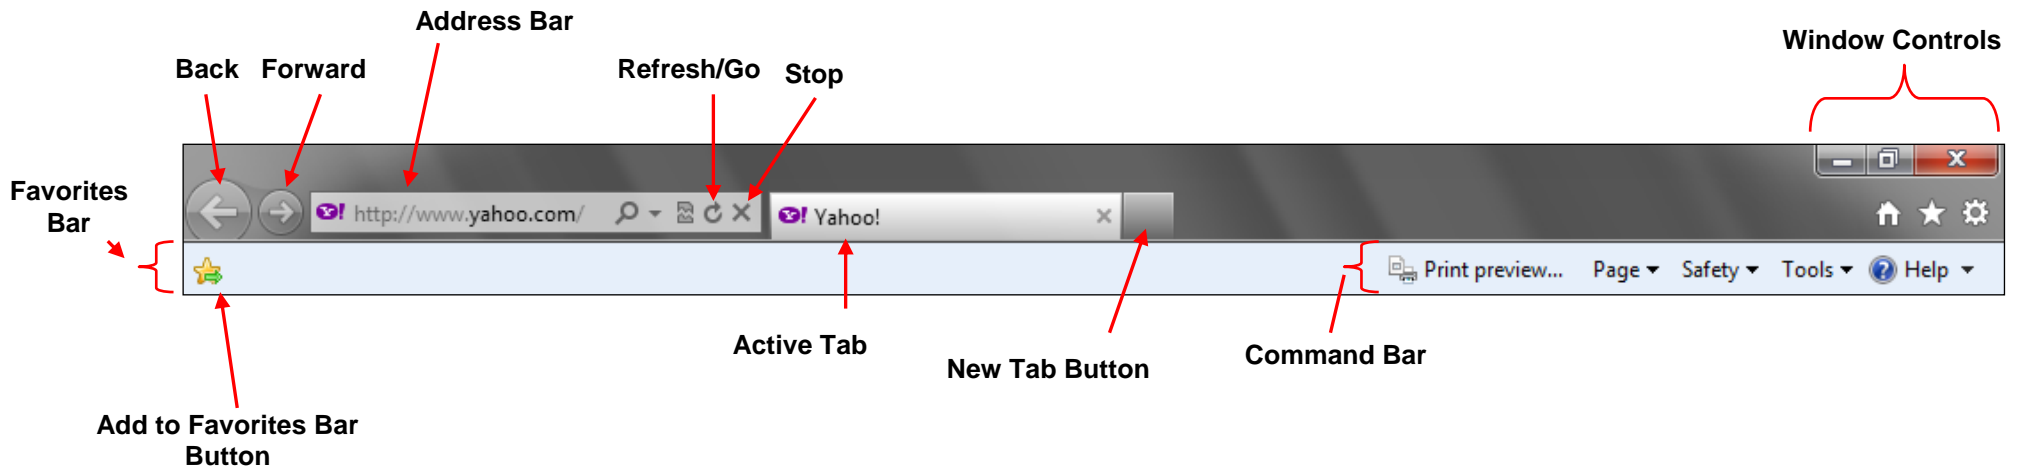 Address Bar
Window Controls
Back Forward
Refresh/Go
Stop
Favorites
Bar
Y! http://www.yahoo.com/
Y! Yahoo!
Print preview... Page Safety Tools Help
Active Tab
New Tab Button
Command Bar
Add to Favorites Bar
Button